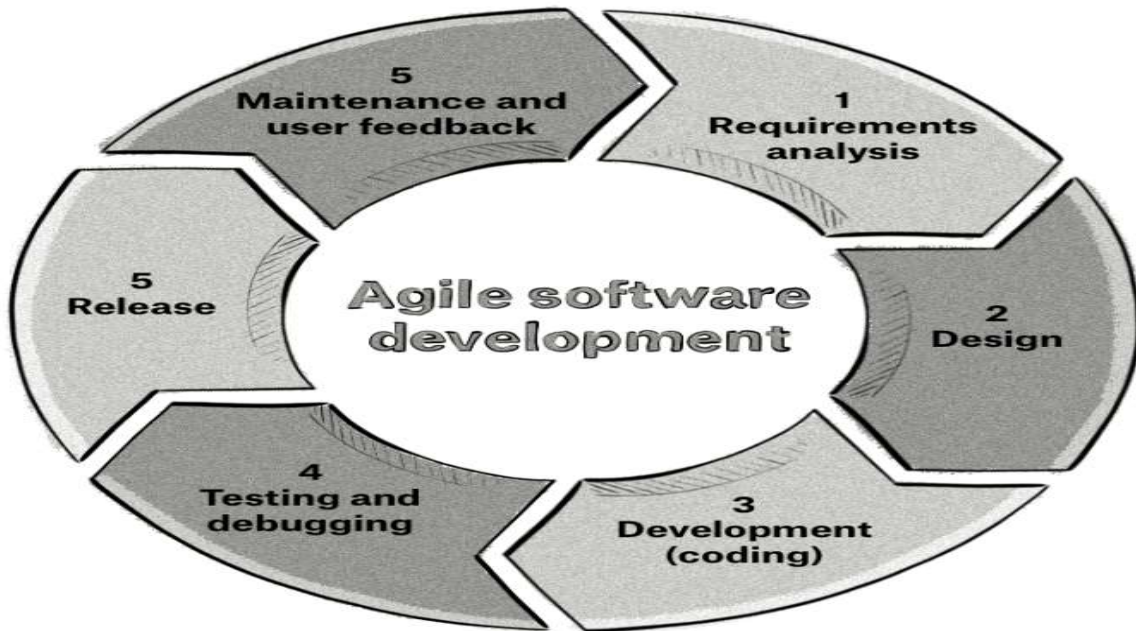 Agile software
development
1
Requirements
analysis
2
Design
3
Development
(coding)
4
Testing and
debugging
5
Release
5
Maintenance and
user feedback